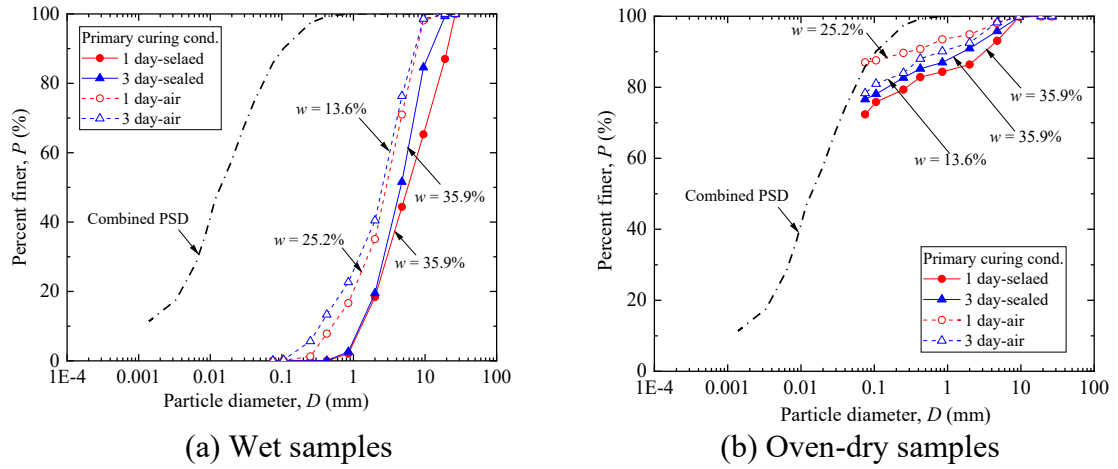 100
80
60
40
20
0
Percent finer, P (%)
Primary curing cond.
1 day-selaed
3 day-sealed
1 day-air
3 day-air
w = 13.6%
w = 35.9%
w = 25.2%
w = 35.9%
Combined PSD
1E-4 0.001 0.01 0.1 1 10 100
Particle diameter, D (mm)
(a) Wet samples
100
80
60
40
20
0
Percent finer, P (%)
w = 25.2%
w = 35.9%
w = 35.9%
w = 13.6%
Combined PSD
Primary curing cond.
1 day-selaed
3 day-sealed
1 day-air
3 day-air
1E-4 0.001 0.01 0.1 1 10 100
Particle diameter, D (mm)
(b) Oven-dry samples